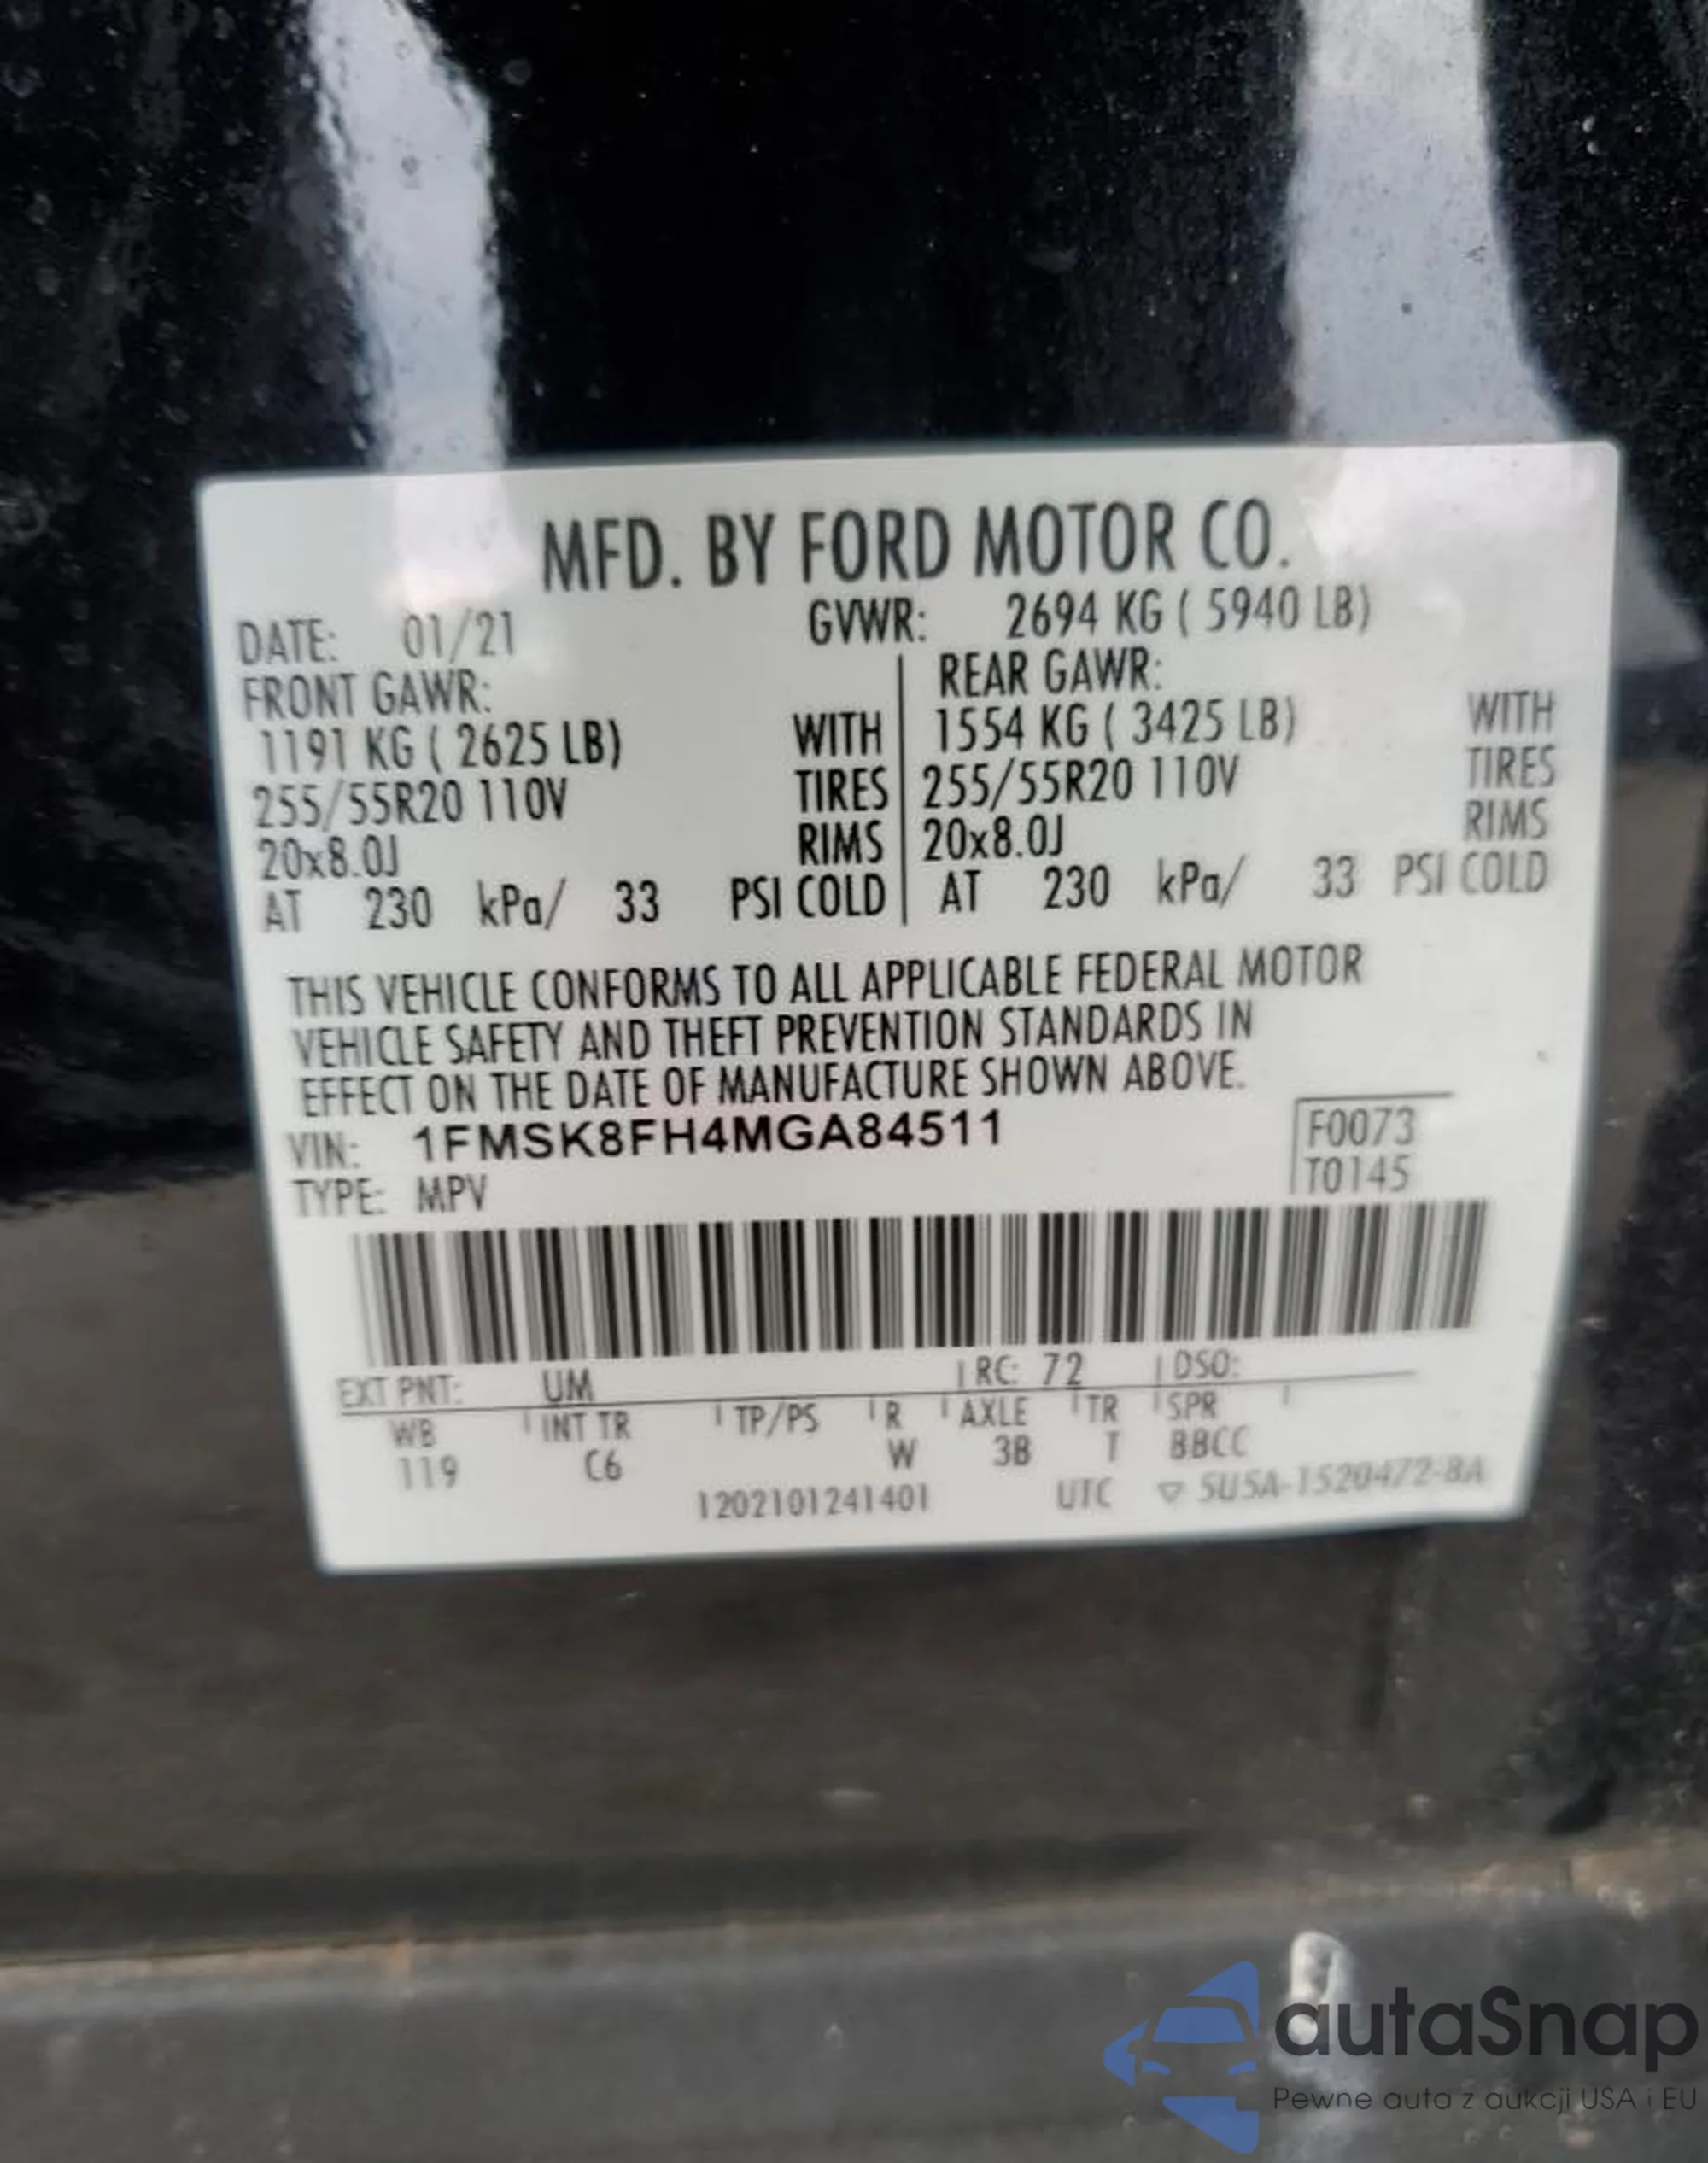 MFD. BY FORD MOTOR CO.
DATE: 01/21 GVWR: 2694 KG ( 5940 LB)
FRONT GAWR: REAR GAWR:
1191 KG ( 2625 LB) WITH 1554 KG ( 3425 LB) WITH
255/55R20 110V TIRES 255/55R20 110V TIRES
20x8.0J RIMS 20x8.0J RIMS
AT 230 kPa/ 33 PSI COLD AT 230 kPa/ 33 PSI COLD
THIS VEHICLE CONFORMS TO ALL APPLICABLE FEDERAL MOTOR
VEHICLE SAFETY AND THEFT PREVENTION STANDARDS IN
EFFECT ON THE DATE OF MANUFACTURE SHOWN ABOVE.
VIN: 1FMSK8FH4MGA84511 F0073
TYPE: MPV T0145
EXT PNT: UM RC: 72 DSO:
WB INT TR TP/PS R AXLE TR SPR
119 C6 W 3B T BBCC
1202101241401 UTC ▽ 5U5A-1520472-BA
autaSnap
Pewne auta z aukcji USA i EU